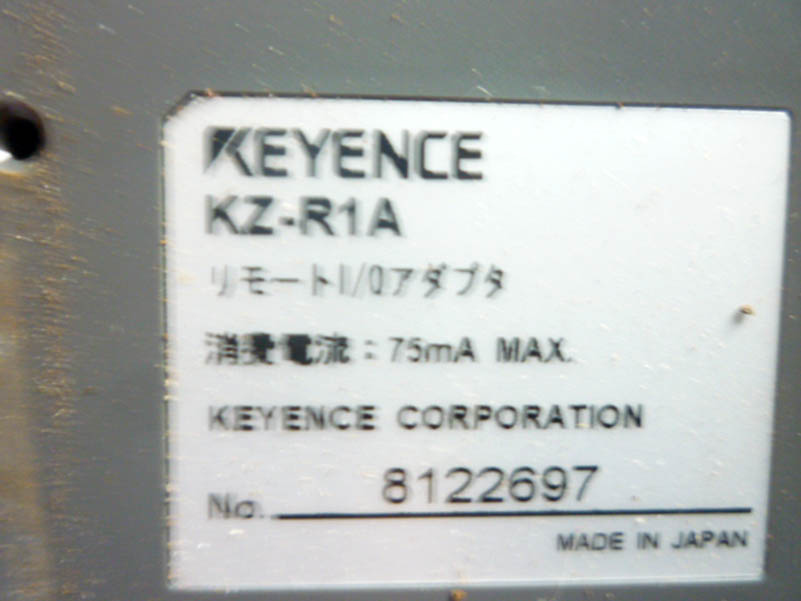 KEYENCE
KZ-R1A
リモートI/Oアダプタ
消費電流：75mA MAX.
KEYENCE CORPORATION
No. 8122697
MADE IN JAPAN